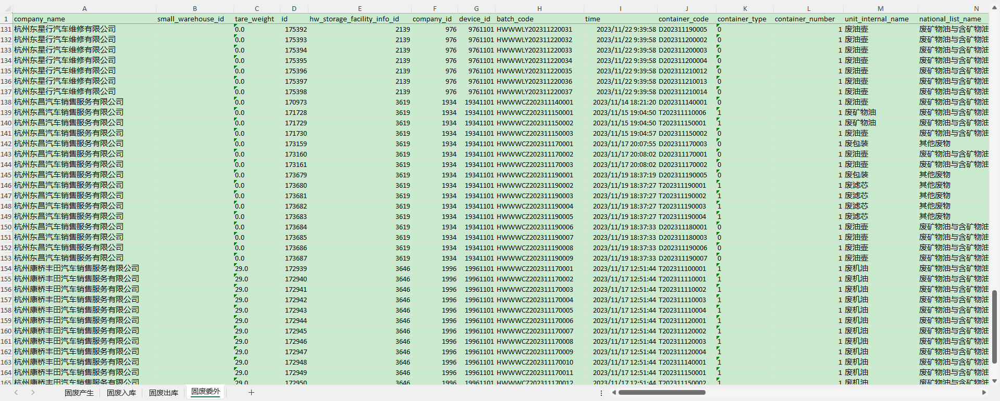 A B C D E F G H I J K L M N
1 company_name small_warehouse_id tare_weight id hw_storage_facility_info_id company_id device_id batch_code time container_code container_type container_number unit_internal_name national_list_name
131 杭州东星行汽车维修有限公司 0.0 175392 2139 976 9761101 HWWWLY202311220031 2023/11/22 9:39:58 D202311190005 0 1 废油壶 废矿物油与含矿物油
132 杭州东星行汽车维修有限公司 0.0 175393 2139 976 9761101 HWWWLY202311220032 2023/11/22 9:39:58 D202311200002 0 1 废油壶 废矿物油与含矿物油
133 杭州东星行汽车维修有限公司 0.0 175394 2139 976 9761101 HWWWLY202311220033 2023/11/22 9:39:58 D202311200003 0 1 废油壶 废矿物油与含矿物油
134 杭州东星行汽车维修有限公司 0.0 175395 2139 976 9761101 HWWWLY202311220034 2023/11/22 9:39:58 D202311200004 0 1 废油壶 废矿物油与含矿物油
135 杭州东星行汽车维修有限公司 0.0 175396 2139 976 9761101 HWWWLY202311220035 2023/11/22 9:39:58 D202311210012 0 1 废油壶 废矿物油与含矿物油
136 杭州东星行汽车维修有限公司 0.0 175397 2139 976 9761101 HWWWLY202311220036 2023/11/22 9:39:58 D202311210013 0 1 废油壶 废矿物油与含矿物油
137 杭州东星行汽车维修有限公司 0.0 175398 2139 976 9761101 HWWWLY202311220037 2023/11/22 9:39:58 D202311210014 0 1 废油壶 废矿物油与含矿物油
138 杭州东昌汽车销售服务有限公司 0.0 170973 3619 1934 19341101 HWWWCZ202311140001 2023/11/14 18:21:20 D202311140001 0 1 废油壶 废矿物油与含矿物油
139 杭州东昌汽车销售服务有限公司 0.0 171728 3619 1934 19341101 HWWWCZ202311150001 2023/11/15 19:04:50 T202311110006 1 1 废矿物油 废矿物油与含矿物油
140 杭州东昌汽车销售服务有限公司 0.0 171729 3619 1934 19341101 HWWWCZ202311150002 2023/11/15 19:04:50 T202311150001 1 1 废矿物油 废矿物油与含矿物油
141 杭州东昌汽车销售服务有限公司 0.0 171730 3619 1934 19341101 HWWWCZ202311150003 2023/11/15 19:04:57 D202311150002 0 1 废油壶 废矿物油与含矿物油
142 杭州东昌汽车销售服务有限公司 0.0 173159 3619 1934 19341101 HWWWCZ202311170001 2023/11/17 20:07:55 D202311170003 0 1 废包装 其他废物
143 杭州东昌汽车销售服务有限公司 0.0 173160 3619 1934 19341101 HWWWCZ202311170002 2023/11/17 20:08:02 D202311170001 0 1 废油壶 废矿物油与含矿物油
144 杭州东昌汽车销售服务有限公司 0.0 173161 3619 1934 19341101 HWWWCZ202311170003 2023/11/17 20:08:02 D202311170002 0 1 废油壶 废矿物油与含矿物油
145 杭州东昌汽车销售服务有限公司 0.0 173679 3619 1934 19341101 HWWWCZ202311190001 2023/11/19 18:37:19 D202311190005 0 1 废包装 其他废物
146 杭州东昌汽车销售服务有限公司 0.0 173680 3619 1934 19341101 HWWWCZ202311190002 2023/11/19 18:37:27 T202311190001 1 1 废滤芯 其他废物
147 杭州东昌汽车销售服务有限公司 0.0 173681 3619 1934 19341101 HWWWCZ202311190003 2023/11/19 18:37:27 T202311190002 1 1 废滤芯 其他废物
148 杭州东昌汽车销售服务有限公司 0.0 173682 3619 1934 19341101 HWWWCZ202311190004 2023/11/19 18:37:27 T202311190003 1 1 废滤芯 其他废物
149 杭州东昌汽车销售服务有限公司 0.0 173683 3619 1934 19341101 HWWWCZ202311190005 2023/11/19 18:37:27 T202311190004 1 1 废滤芯 其他废物
150 杭州东昌汽车销售服务有限公司 0.0 173684 3619 1934 19341101 HWWWCZ202311190006 2023/11/19 18:37:33 D202311180001 0 1 废油壶 废矿物油与含矿物油
151 杭州东昌汽车销售服务有限公司 0.0 173685 3619 1934 19341101 HWWWCZ202311190007 2023/11/19 18:37:33 D202311180003 0 1 废油壶 废矿物油与含矿物油
152 杭州东昌汽车销售服务有限公司 0.0 173686 3619 1934 19341101 HWWWCZ202311190008 2023/11/19 18:37:33 D202311190006 0 1 废油壶 废矿物油与含矿物油
153 杭州东昌汽车销售服务有限公司 0.0 173687 3619 1934 19341101 HWWWCZ202311190009 2023/11/19 18:37:33 D202311190007 0 1 废油壶 废矿物油与含矿物油
154 杭州康桥丰田汽车销售服务有限公司 29.0 172939 3646 1996 19961101 HWWWCZ202311170001 2023/11/17 12:51:44 T202311100001 1 1 废机油 废矿物油与含矿物油
155 杭州康桥丰田汽车销售服务有限公司 29.0 172940 3646 1996 19961101 HWWWCZ202311170002 2023/11/17 12:51:44 T202311110001 1 1 废机油 废矿物油与含矿物油
156 杭州康桥丰田汽车销售服务有限公司 29.0 172941 3646 1996 19961101 HWWWCZ202311170003 2023/11/17 12:51:44 T202311110002 1 1 废机油 废矿物油与含矿物油
157 杭州康桥丰田汽车销售服务有限公司 29.0 172942 3646 1996 19961101 HWWWCZ202311170004 2023/11/17 12:51:44 T202311110003 1 1 废机油 废矿物油与含矿物油
158 杭州康桥丰田汽车销售服务有限公司 29.0 172943 3646 1996 19961101 HWWWCZ202311170005 2023/11/17 12:51:44 T202311110004 1 1 废机油 废矿物油与含矿物油
159 杭州康桥丰田汽车销售服务有限公司 29.0 172944 3646 1996 19961101 HWWWCZ202311170006 2023/11/17 12:51:44 T202311120001 1 1 废机油 废矿物油与含矿物油
160 杭州康桥丰田汽车销售服务有限公司 29.0 172945 3646 1996 19961101 HWWWCZ202311170007 2023/11/17 12:51:44 T202311120002 1 1 废机油 废矿物油与含矿物油
161 杭州康桥丰田汽车销售服务有限公司 29.0 172946 3646 1996 19961101 HWWWCZ202311170008 2023/11/17 12:51:44 T202311120003 1 1 废机油 废矿物油与含矿物油
162 杭州康桥丰田汽车销售服务有限公司 29.0 172947 3646 1996 19961101 HWWWCZ202311170009 2023/11/17 12:51:44 T202311120004 1 1 废机油 废矿物油与含矿物油
163 杭州康桥丰田汽车销售服务有限公司 29.0 172948 3646 1996 19961101 HWWWCZ202311170010 2023/11/17 12:51:44 T202311140001 1 1 废机油 废矿物油与含矿物油
164 杭州康桥丰田汽车销售服务有限公司 29.0 172949 3646 1996 19961101 HWWWCZ202311170011 2023/11/17 12:51:44 T202311150001 1 1 废机油 废矿物油与含矿物油
165 杭州康桥丰田汽车销售服务有限公司 29.0 172950 3646 1996 19961101 HWWWCZ202311170012 2023/11/17 12:51:44 T202311150002 1 1 废机油 废矿物油与含矿物油
固废产生 固废入库 固废出库 固废委外 +